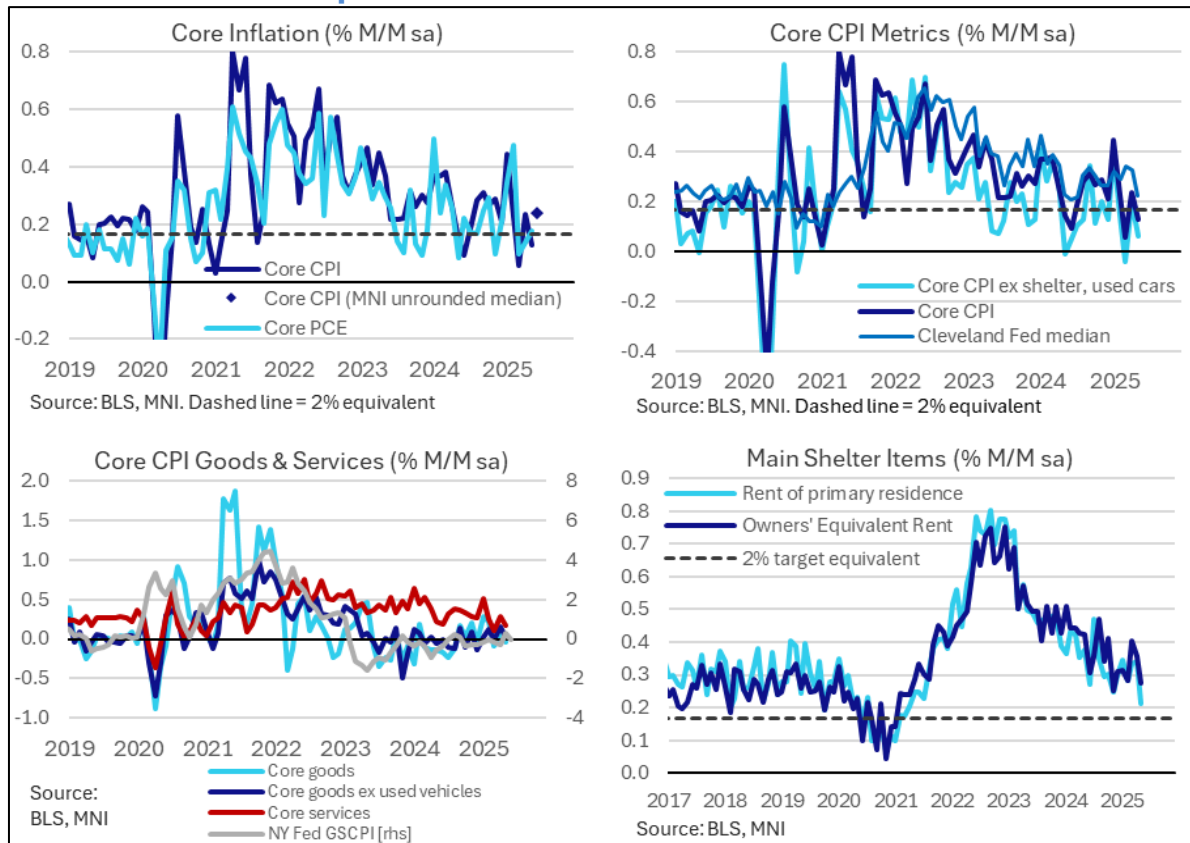 Core Inflation (% M/M sa)
0.8
0.6
0.4
0.2
0.0
-0.2
Core CPI
Core CPI (MNI unrounded median)
Core PCE
2019 2020 2021 2022 2023 2024 2025
Source: BLS, MNI. Dashed line = 2% equivalent
Core CPI Metrics (% M/M sa)
0.8
0.6
0.4
0.2
0.0
-0.2
-0.4
Core CPI ex shelter, used cars
Core CPI
Cleveland Fed median
2019 2020 2021 2022 2023 2024 2025
Source: BLS, MNI. Dashed line = 2% equivalent
Core CPI Goods & Services (% M/M sa)
2.0
1.5
1.0
0.5
0.0
-0.5
-1.0
8
6
4
2
0
-2
-4
2019 2020 2021 2022 2023 2024 2025
Core goods
Core goods ex used vehicles
Core services
NY Fed GSCPI [rhs]
Source:
BLS, MNI
Main Shelter Items (% M/M sa)
0.9
0.8
0.7
0.6
0.5
0.4
0.3
0.2
0.1
0.0
Rent of primary residence
Owners' Equivalent Rent
2% target equivalent
2017 2018 2019 2020 2021 2022 2023 2024 2025
Source: BLS, MNI